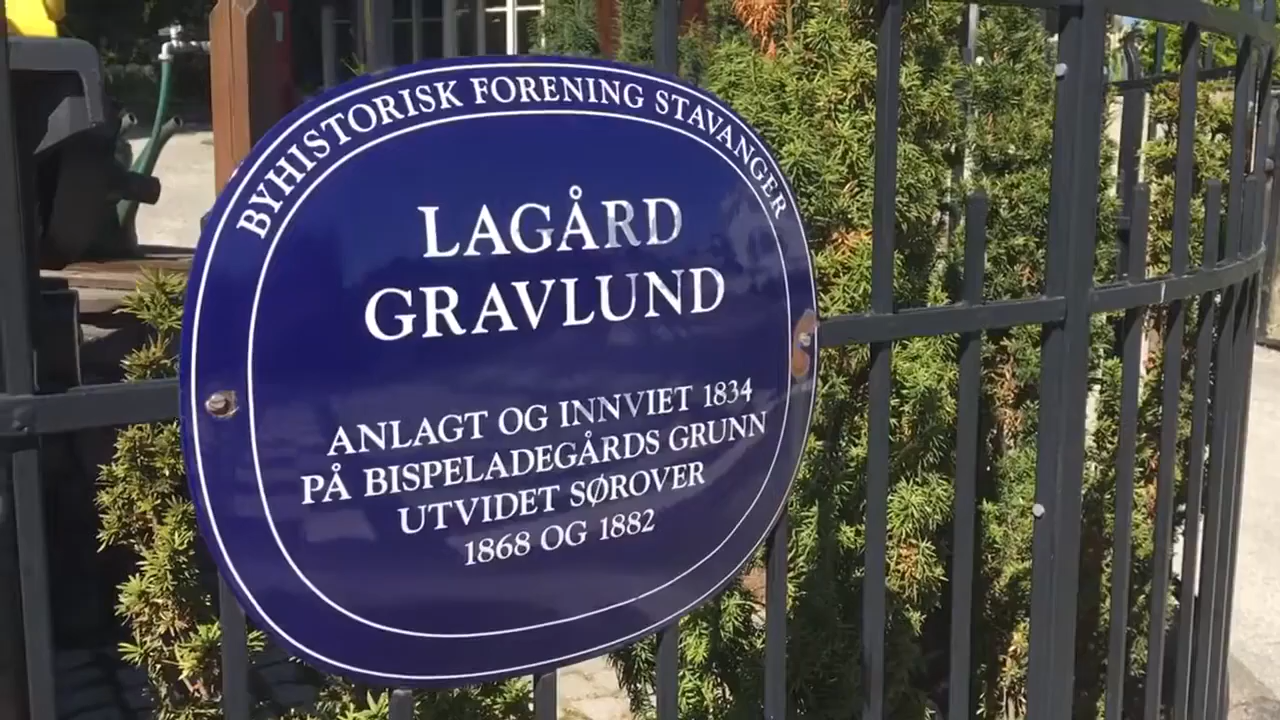 BYHISTORISK FORENING STAVANGER
LAGÅRD
GRAVLUND
ANLAGT OG INNVIET 1834
PÅ BISPELADEGÅRDS GRUNN
UTVIDET SØROVER
1868 OG 1882